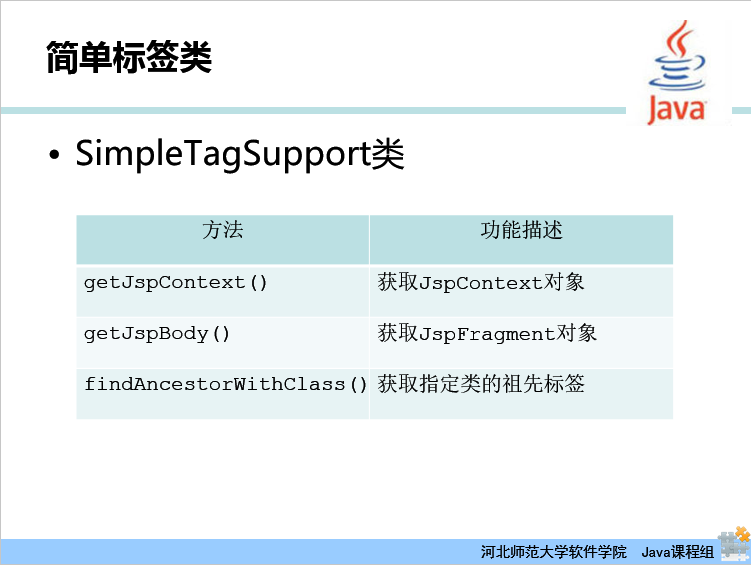 简单标签类
Java
• SimpleTagSupport类
方法 功能描述
getJspContext() 获取JspContext对象
getJspBody() 获取JspFragment对象
findAncestorWithClass() 获取指定类的祖先标签
河北师范大学软件学院 Java课程组